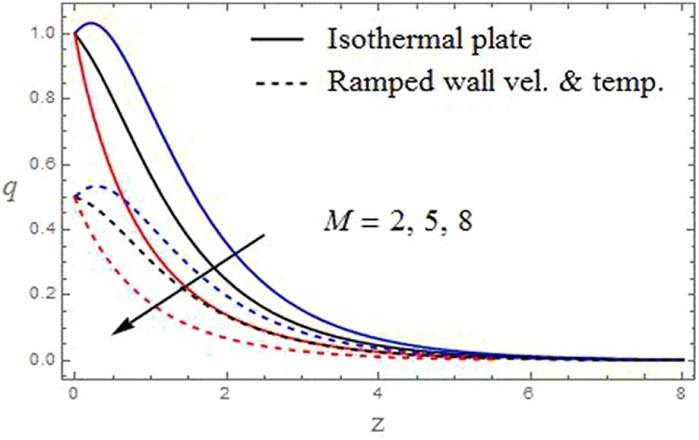 1.0
Isothermal plate
Ramped wall vel. & temp.
0.8
0.6
q
M = 2, 5, 8
0.4
0.2
0.0
0 2 4 6 8
z